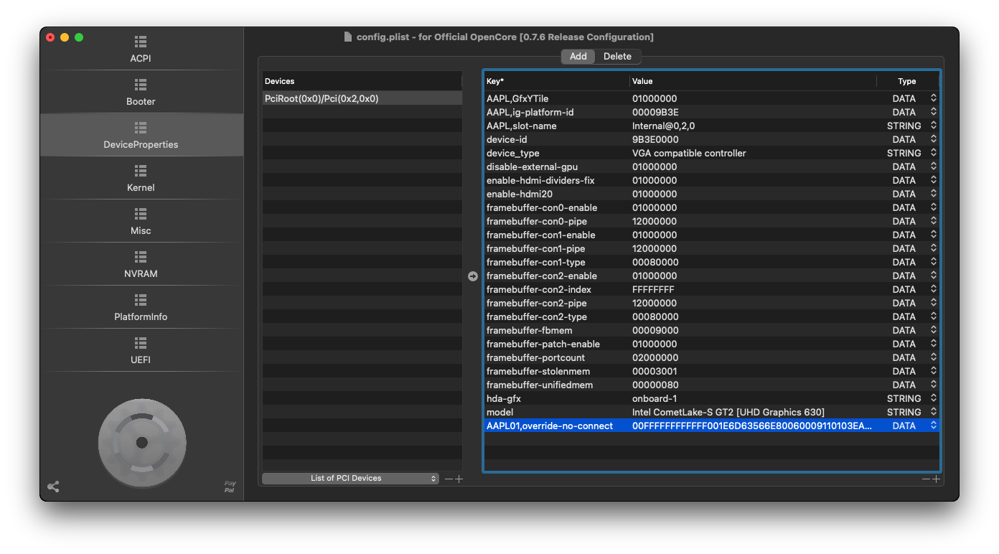 config.plist - for Official OpenCore [0.7.6 Release Configuration]
ACPI
Booter
DeviceProperties
Kernel
Misc
NVRAM
PlatformInfo
UEFI
Pay
Pal
Add Delete
Devices
PciRoot(0x0)/Pci(0x2,0x0)
List of PCI Devices
Key* Value Type
AAPL,GfxYTile 01000000 DATA
AAPL,ig-platform-id 00009B3E DATA
AAPL,slot-name Internal@0,2,0 STRING
device-id 9B3E0000 DATA
device_type VGA compatible controller STRING
disable-external-gpu 01000000 DATA
enable-hdmi-dividers-fix 01000000 DATA
enable-hdmi20 01000000 DATA
framebuffer-con0-enable 01000000 DATA
framebuffer-con0-pipe 12000000 DATA
framebuffer-con1-enable 01000000 DATA
framebuffer-con1-pipe 12000000 DATA
framebuffer-con1-type 00080000 DATA
framebuffer-con2-enable 01000000 DATA
framebuffer-con2-index FFFFFFFF DATA
framebuffer-con2-pipe 12000000 DATA
framebuffer-con2-type 00080000 DATA
framebuffer-fbmem 00009000 DATA
framebuffer-patch-enable 01000000 DATA
framebuffer-portcount 02000000 DATA
framebuffer-stolenmem 00003001 DATA
framebuffer-unifiedmem 00000080 DATA
hda-gfx onboard-1 STRING
model Intel CometLake-S GT2 [UHD Graphics 630] STRING
AAPL01,override-no-connect 00FFFFFFFFFFFF001E6D63566E80060009110103EA... DATA